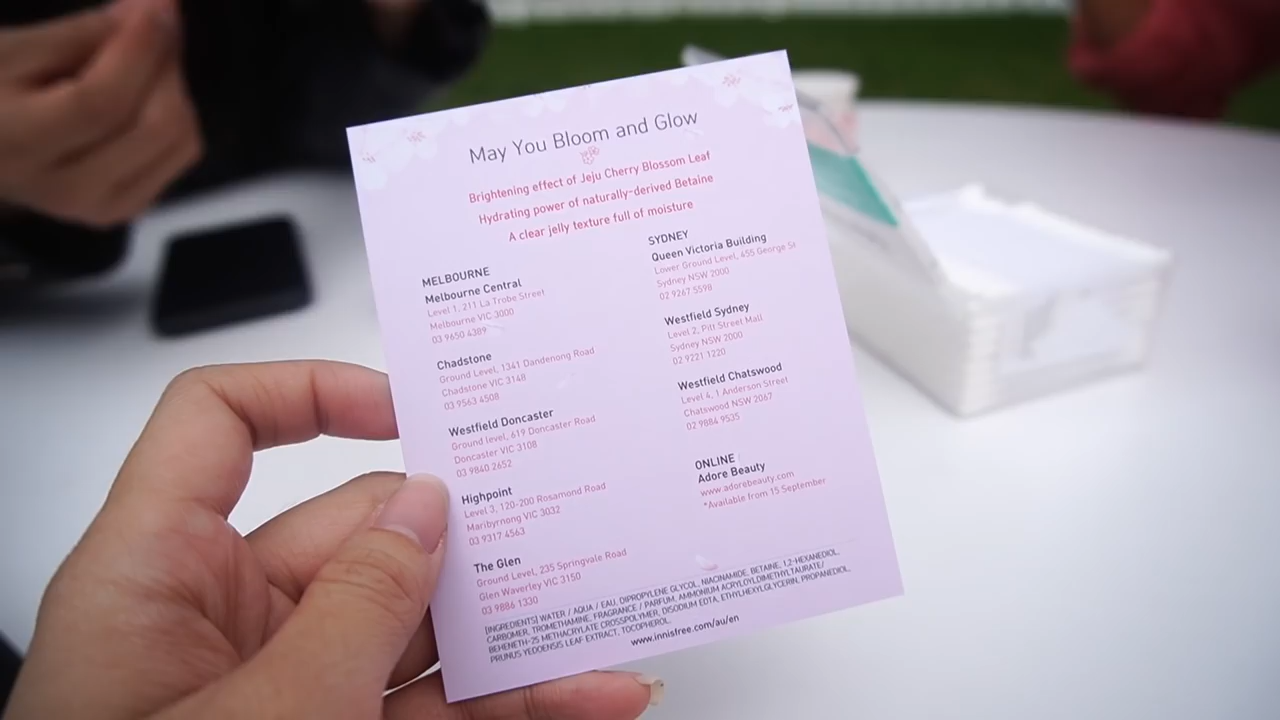 May You Bloom and Glow
Brightening effect of Jeju Cherry Blossom Leaf
Hydrating power of naturally-derived Betaine
A clear jelly texture full of moisture
MELBOURNE
Melbourne Central
Level 1, 211 La Trobe Street
Melbourne VIC 3000
03 9650 4389
Chadstone
Ground Level, 1341 Dandenong Road
Chadstone VIC 3148
03 9563 4508
Westfield Doncaster
Ground level, 619 Doncaster Road
Doncaster VIC 3108
03 9840 2652
Highpoint
Level 3, 120-200 Rosamond Road
Maribyrnong VIC 3032
03 9317 4563
The Glen
Ground Level, 235 Springvale Road
Glen Waverley VIC 3150
03 9886 1330
SYDNEY
Queen Victoria Building
Lower Ground Level, 455 George St
Sydney NSW 2000
02 9267 5598
Westfield Sydney
Level 2, Pitt Street Mall
Sydney NSW 2000
02 9221 1220
Westfield Chatswood
Level 4, 1 Anderson Street
Chatswood NSW 2067
02 9884 9535
ONLINE
Adore Beauty
www.adorebeauty.com
*Available from 15 September
[INGREDIENTS] WATER / AQUA / EAU, DIPROPYLENE GLYCOL, NIACINAMIDE, BETAINE, 1,2-HEXANEDIOL,
CARBOMER, TROMETHAMINE, FRAGRANCE / PARFUM, AMMONIUM ACRYLOYLDIMETHYLTAURATE/
BEHENETH-25 METHACRYLATE CROSSPOLYMER, DISODIUM EDTA, ETHYLHEXYLGLYCERIN, PROPANEDIOL,
PRUNUS YEDOENSIS LEAF EXTRACT, TOCOPHEROL.
www.innisfree.com/au/en